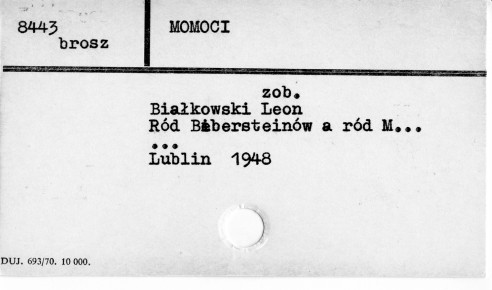 8443
brosz
MOMOCI
zob.
Białkowski Leon
Ród Bibersteinów a ród M...
...
Lublin 1948
DUJ. 693/70. 10 000.